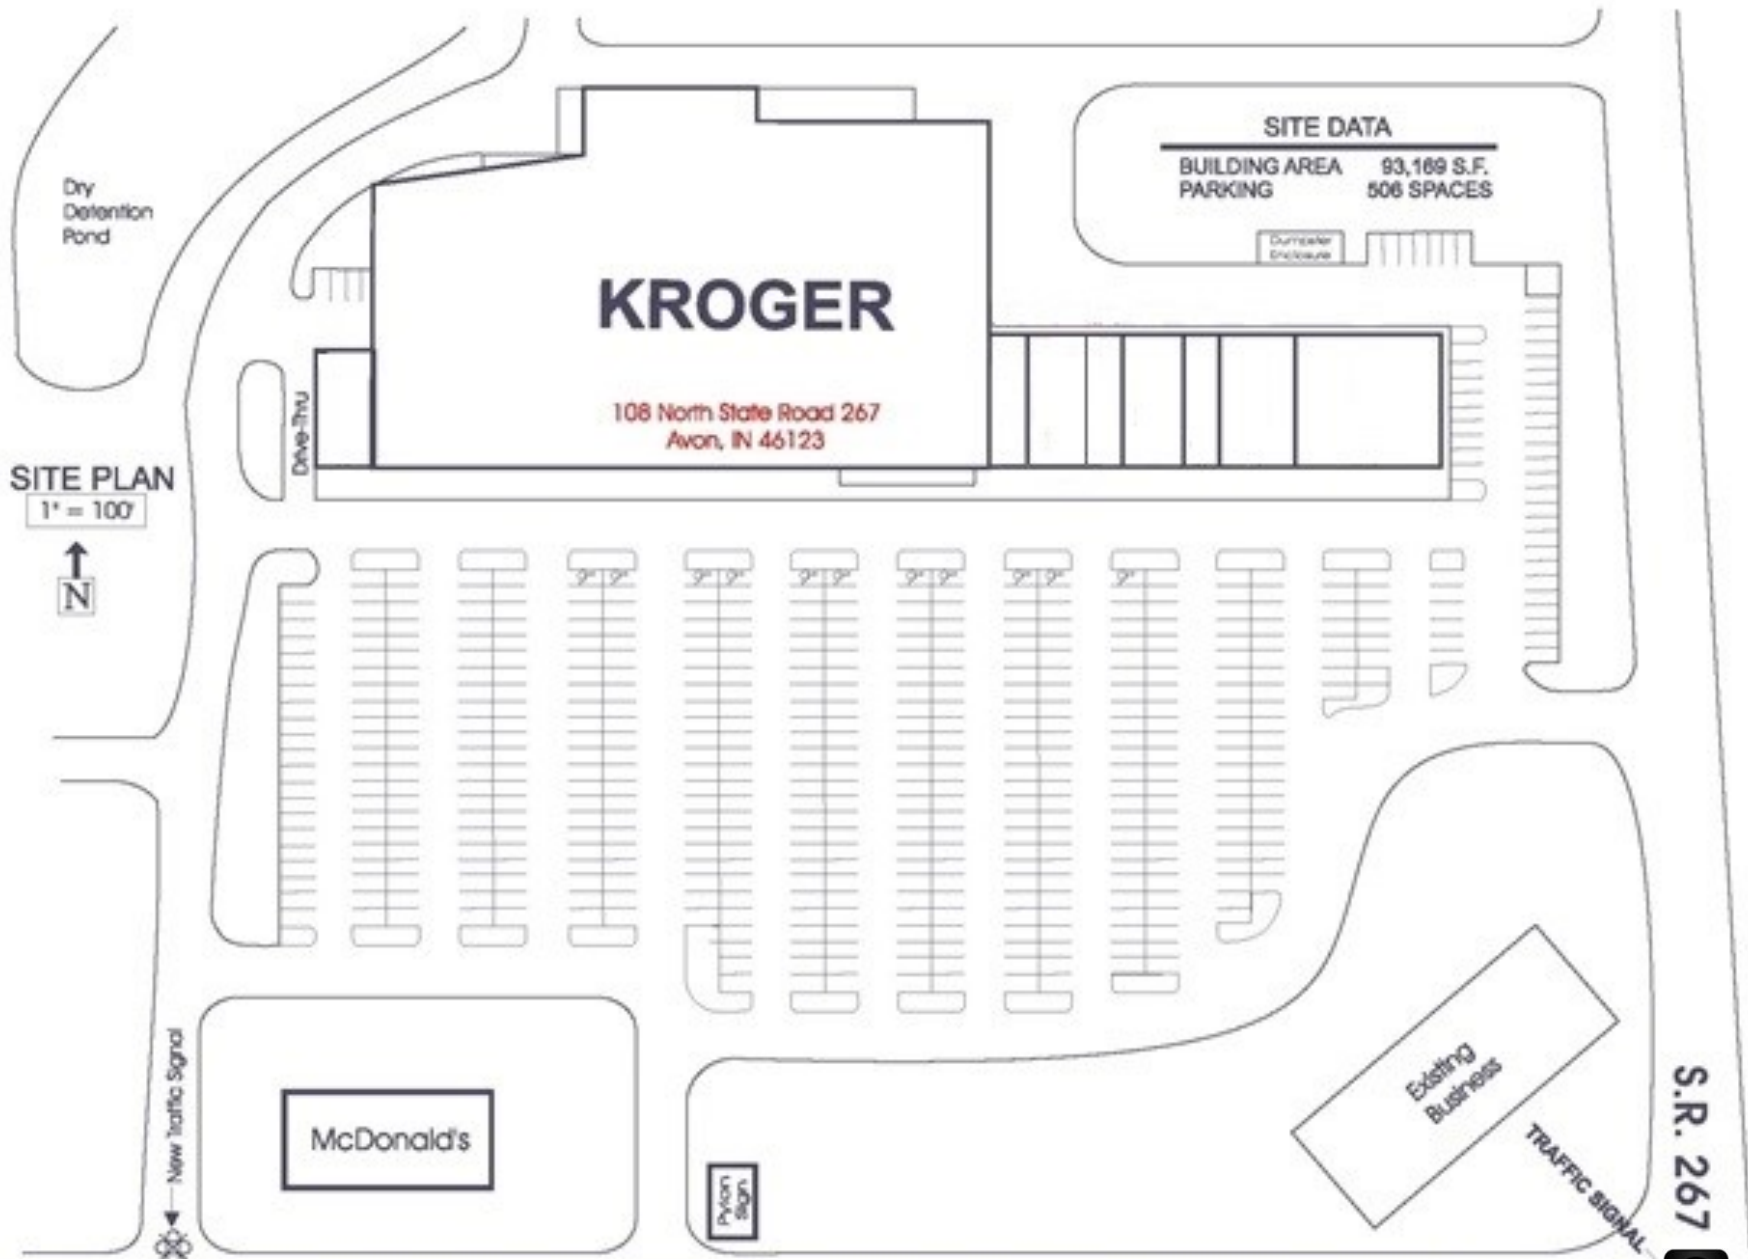 SITE DATA
BUILDING AREA 93,169 S.F.
PARKING 506 SPACES
Dry
Detention
Pond
Dumpster
Enclosure
KROGER
108 North State Road 267
Avon, IN 46123
Drive-Thru
SITE PLAN
1" = 100'
N
New Traffic Signal
McDonald's
Pylon
Sign
Existing
Business
TRAFFIC SIGNAL
S.R. 267